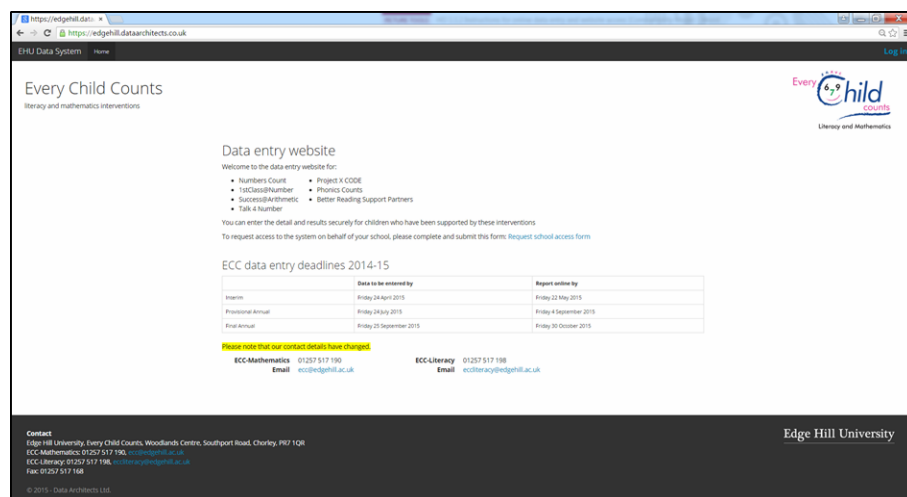 https://edgehill.data
https://edgehill.dataarchitects.co.uk
EHU Data System Home Log in
Every Child Counts
literacy and mathematics interventions
Every Child counts
6 7 9
Literacy and Mathematics
Data entry website
Welcome to the data entry website for:
• Numbers Count • Project X CODE
• 1stClass@Number • Phonics Counts
• Success@Arithmetic • Better Reading Support Partners
• Talk 4 Number
You can enter the detail and results securely for children who have been supported by these interventions
To request access to the system on behalf of your school, please complete and submit this form: Request school access form
ECC data entry deadlines 2014-15
Data to be entered by Report online by
Interim Friday 24 April 2015 Friday 22 May 2015
Provisional Annual Friday 24 July 2015 Friday 4 September 2015
Final Annual Friday 25 September 2015 Friday 30 October 2015
Please note that our contact details have changed.
ECC-Mathematics 01257 517 190 ECC-Literacy 01257 517 198
Email ecc@edgehill.ac.uk Email eccliteracy@edgehill.ac.uk
Contact
Edge Hill University, Every Child Counts, Woodlands Centre, Southport Road, Chorley, PR7 1QR
ECC-Mathematics: 01257 517 190, ecc@edgehill.ac.uk
ECC-Literacy: 01257 517 198, eccliteracy@edgehill.ac.uk
Fax: 01257 517 168
Edge Hill University
© 2015 - Data Architects Ltd.